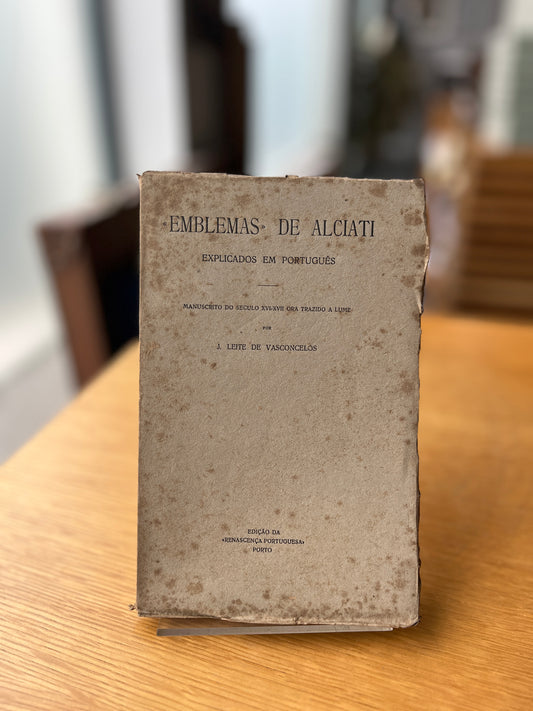 «EMBLEMAS» DE ALCIATI
EXPLICADOS EM PORTUGUÊS
MANUSCRITO DO SECULO XVI-XVII ORA TRAZIDO A LUME
POR
J. LEITE DE VASCONCELOS
EDIÇÃO DA
«RENASCENÇA PORTUGUESA»
PORTO